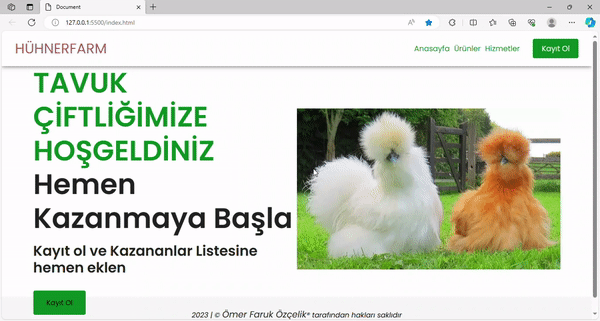 Document
127.0.0.1:5500/index.html
HÜHNERFARM
Anasayfa Ürünler Hizmetler
Kayıt Ol
TAVUK
ÇİFTLİĞİMİZE
HOŞGELDİNİZ
Hemen
Kazanmaya Başla
Kayıt ol ve Kazananlar Listesine
hemen eklen
Kayıt Ol
2023 | © Ömer Faruk Özçelik® tarafından hakları saklıdır